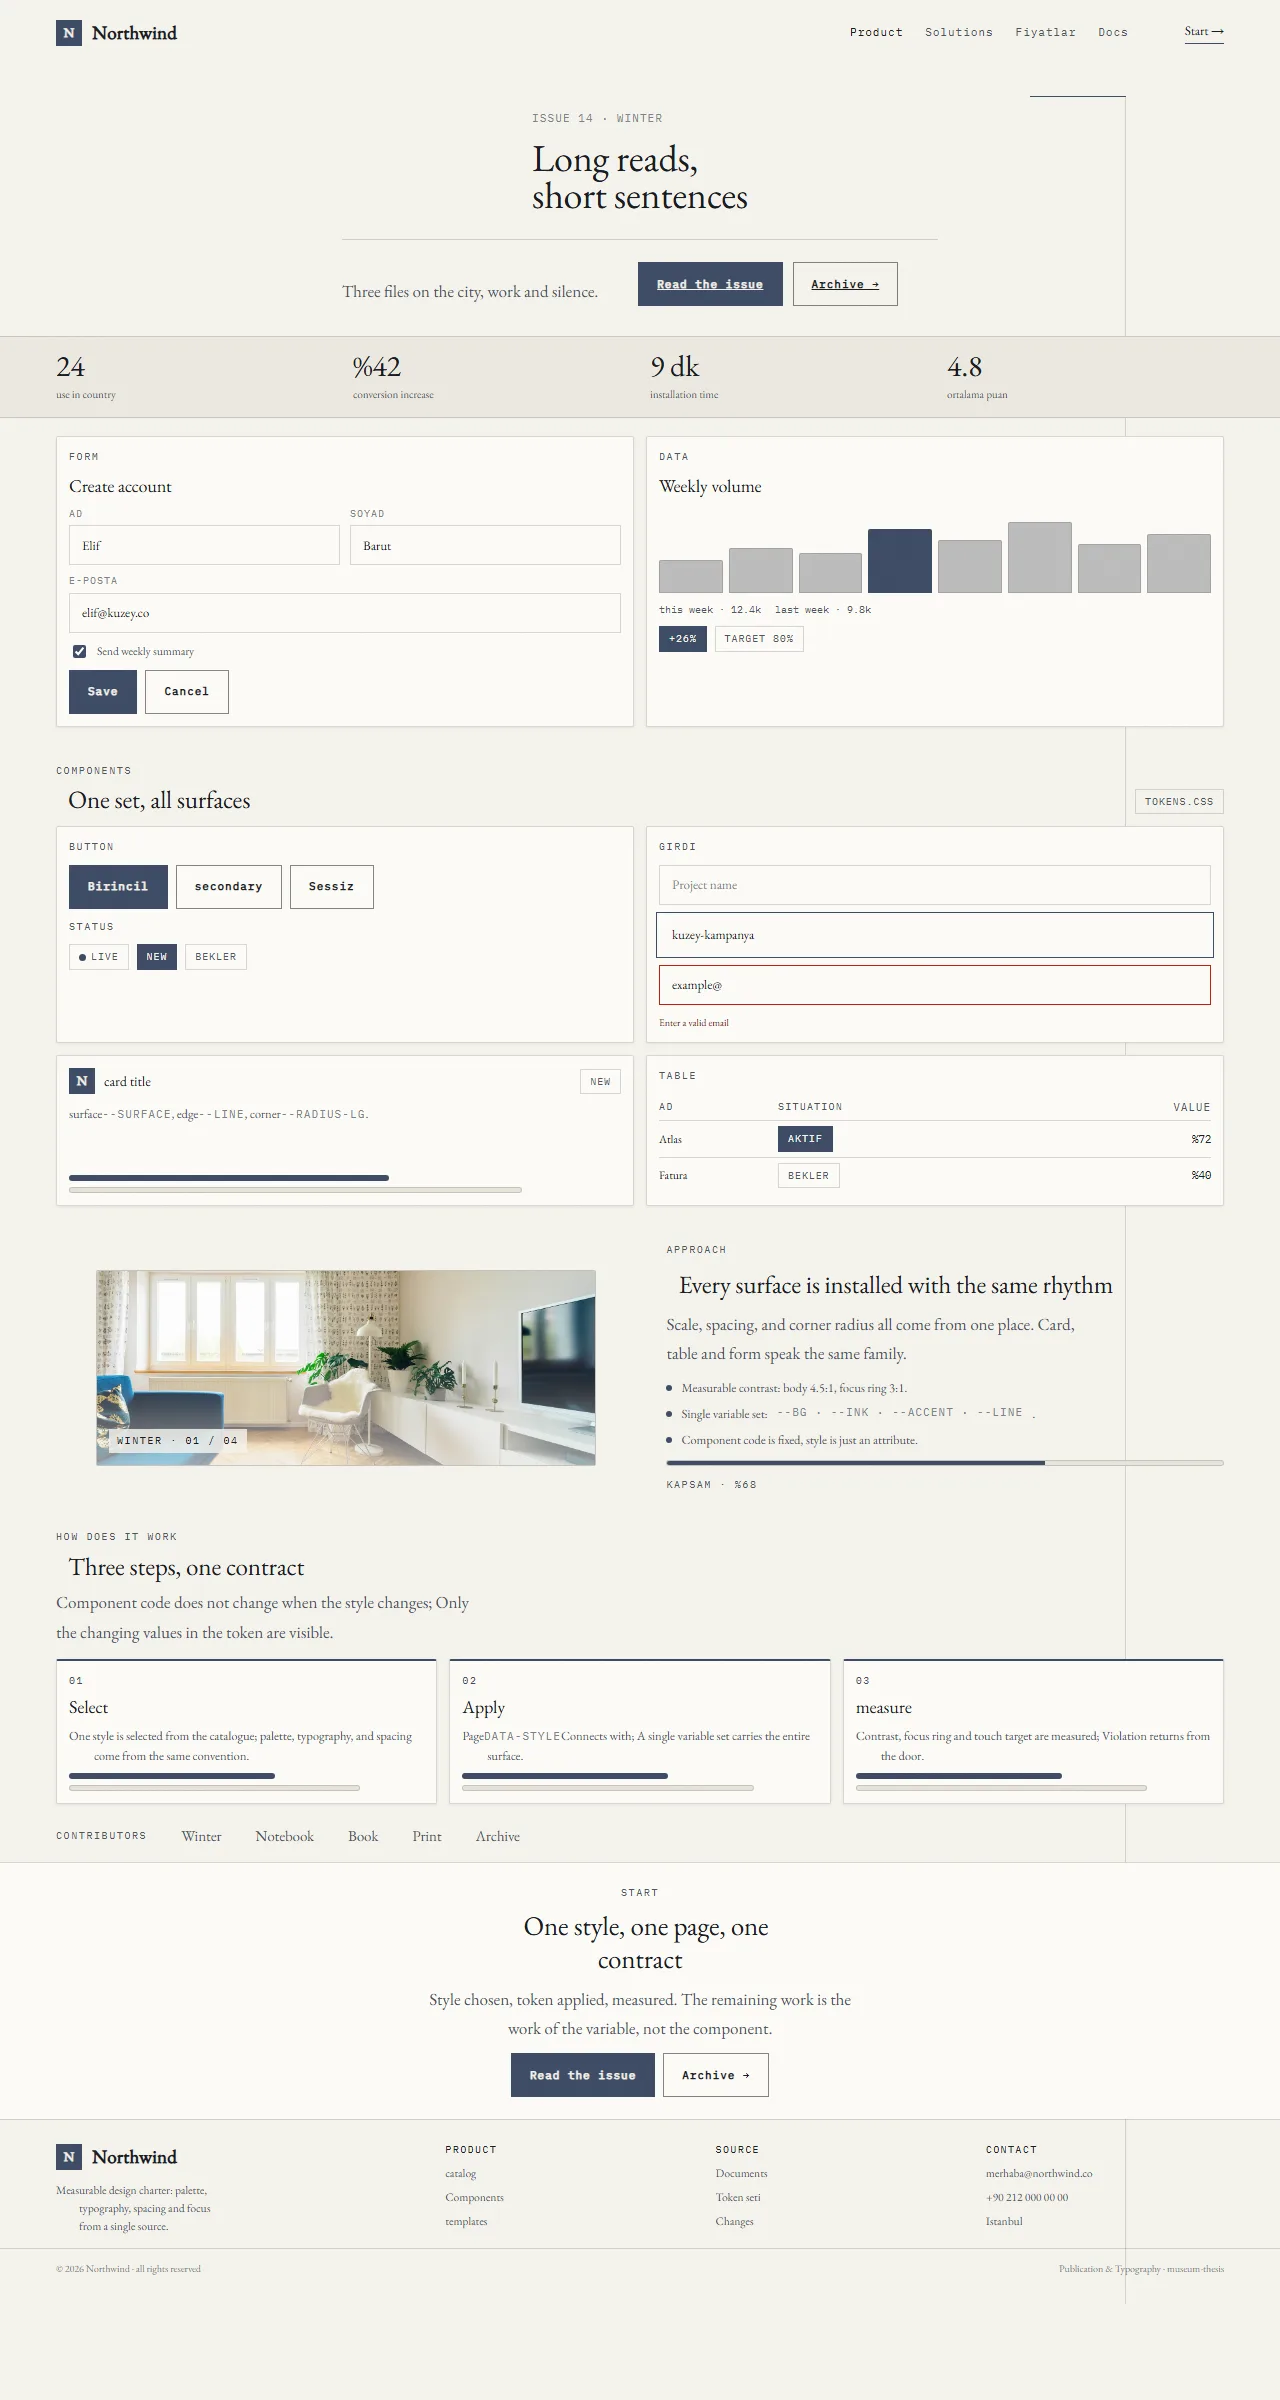 N Northwind
Product Solutions Fiyatlar Docs Start →
ISSUE 14 · WINTER
Long reads,
short sentences
Three files on the city, work and silence.
Read the issue Archive →
24 %42 9 dk 4.8
use in country conversion increase installation time ortalama puan
FORM
Create account
AD SOYAD
Elif Barut
E-POSTA
elif@kuzey.co
Send weekly summary
Save Cancel
DATA
Weekly volume
this week · 12.4k last week · 9.8k
+26% TARGET 80%
COMPONENTS
One set, all surfaces
TOKENS.CSS
BUTTON
Birincil secondary Sessiz
STATUS
LIVE NEW BEKLER
GIRDI
Project name
kuzey-kampanya
example@
Enter a valid email
N card title NEW
surface--SURFACE, edge--LINE, corner--RADIUS-LG.
TABLE
AD SITUATION VALUE
Atlas AKTIF %72
Fatura BEKLER %40
WINTER · 01 / 04
APPROACH
Every surface is installed with the same rhythm
Scale, spacing, and corner radius all come from one place. Card,
table and form speak the same family.
Measurable contrast: body 4.5:1, focus ring 3:1.
Single variable set: --BG · --INK · --ACCENT · --LINE .
Component code is fixed, style is just an attribute.
KAPSAM · %68
HOW DOES IT WORK
Three steps, one contract
Component code does not change when the style changes; Only
the changing values in the token are visible.
01
Select
One style is selected from the catalogue; palette, typography, and spacing
come from the same convention.
02
Apply
PageDATA-STYLEConnects with; A single variable set carries the entire
surface.
03
measure
Contrast, focus ring and touch target are measured; Violation returns from
the door.
CONTRIBUTORS Winter Notebook Book Print Archive
START
One style, one page, one
contract
Style chosen, token applied, measured. The remaining work is the
work of the variable, not the component.
Read the issue Archive →
N Northwind
Measurable design charter: palette,
typography, spacing and focus
from a single source.
PRODUCT
catalog
Components
templates
SOURCE
Documents
Token seti
Changes
CONTACT
merhaba@northwind.co
+90 212 000 00 00
Istanbul
© 2026 Northwind · all rights reserved
Publication & Typography · museum-thesis